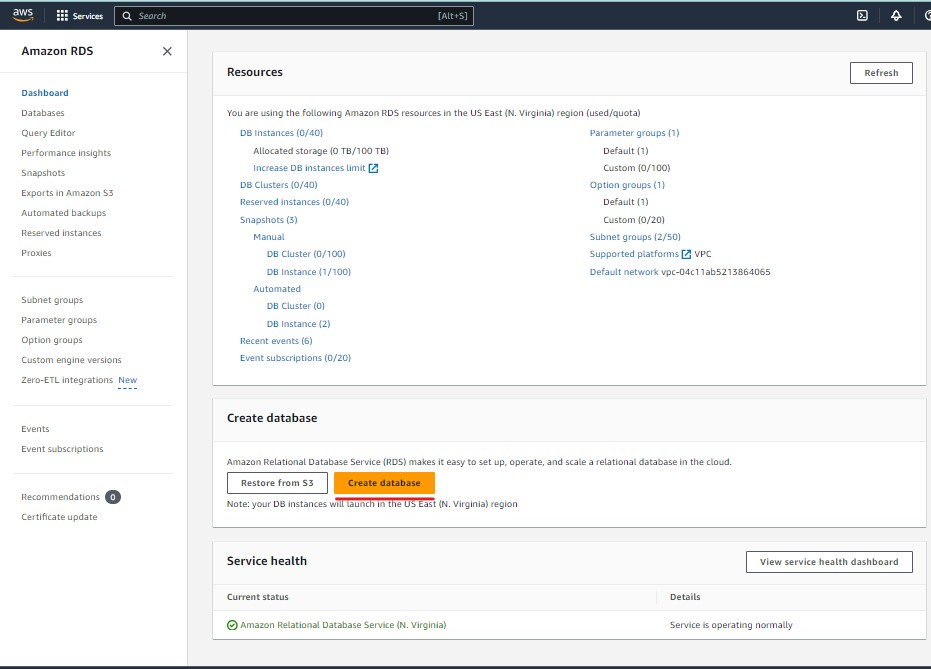 aws Services Search [Alt+S]
Amazon RDS
Dashboard
Databases
Query Editor
Performance insights
Snapshots
Exports in Amazon S3
Automated backups
Reserved instances
Proxies
Subnet groups
Parameter groups
Option groups
Custom engine versions
Zero-ETL integrations New
Events
Event subscriptions
Recommendations 0
Certificate update
Resources
Refresh
You are using the following Amazon RDS resources in the US East (N. Virginia) region (used/quota)
DB Instances (0/40)
Allocated storage (0 TB/100 TB)
Increase DB instances limit
DB Clusters (0/40)
Reserved instances (0/40)
Snapshots (3)
Manual
DB Cluster (0/100)
DB Instance (1/100)
Automated
DB Cluster (0)
DB Instance (2)
Recent events (6)
Event subscriptions (0/20)
Parameter groups (1)
Default (1)
Custom (0/100)
Option groups (1)
Default (1)
Custom (0/20)
Subnet groups (2/50)
Supported platforms VPC
Default network vpc-04c11ab5213864065
Create database
Amazon Relational Database Service (RDS) makes it easy to set up, operate, and scale a relational database in the cloud.
Restore from S3 Create database
Note: your DB instances will launch in the US East (N. Virginia) region
Service health
View service health dashboard
Current status Details
Amazon Relational Database Service (N. Virginia) Service is operating normally